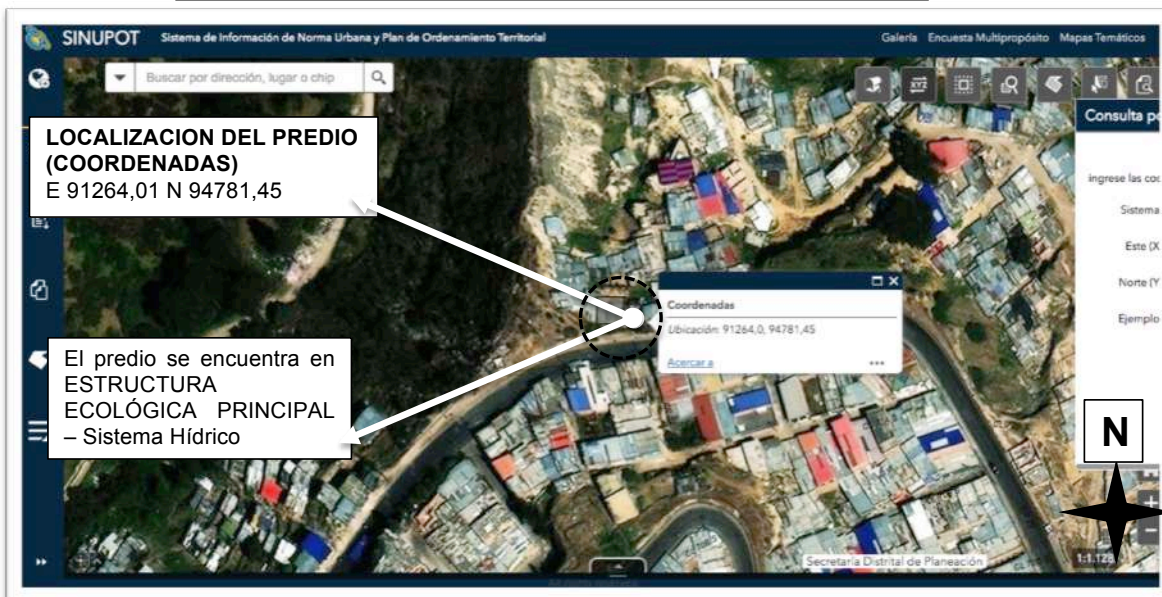 SINUPOT Sistema de Información de Norma Urbana y Plan de Ordenamiento Territorial
Galería Encuesta Multipropósito Mapas Temáticos
Buscar por dirección, lugar o chip
XYZ
Consulta po
LOCALIZACION DEL PREDIO
(COORDENADAS)
E 91264,01 N 94781,45
ingrese las coo
Sistema
Este (X
Norte (Y
Ejemplo
Coordenadas
Ubicación: 91264,0, 94781,45
Acercar a
El predio se encuentra en
ESTRUCTURA
ECOLÓGICA PRINCIPAL
– Sistema Hídrico
N
Secretaría Distrital de Planeación
1:1.128